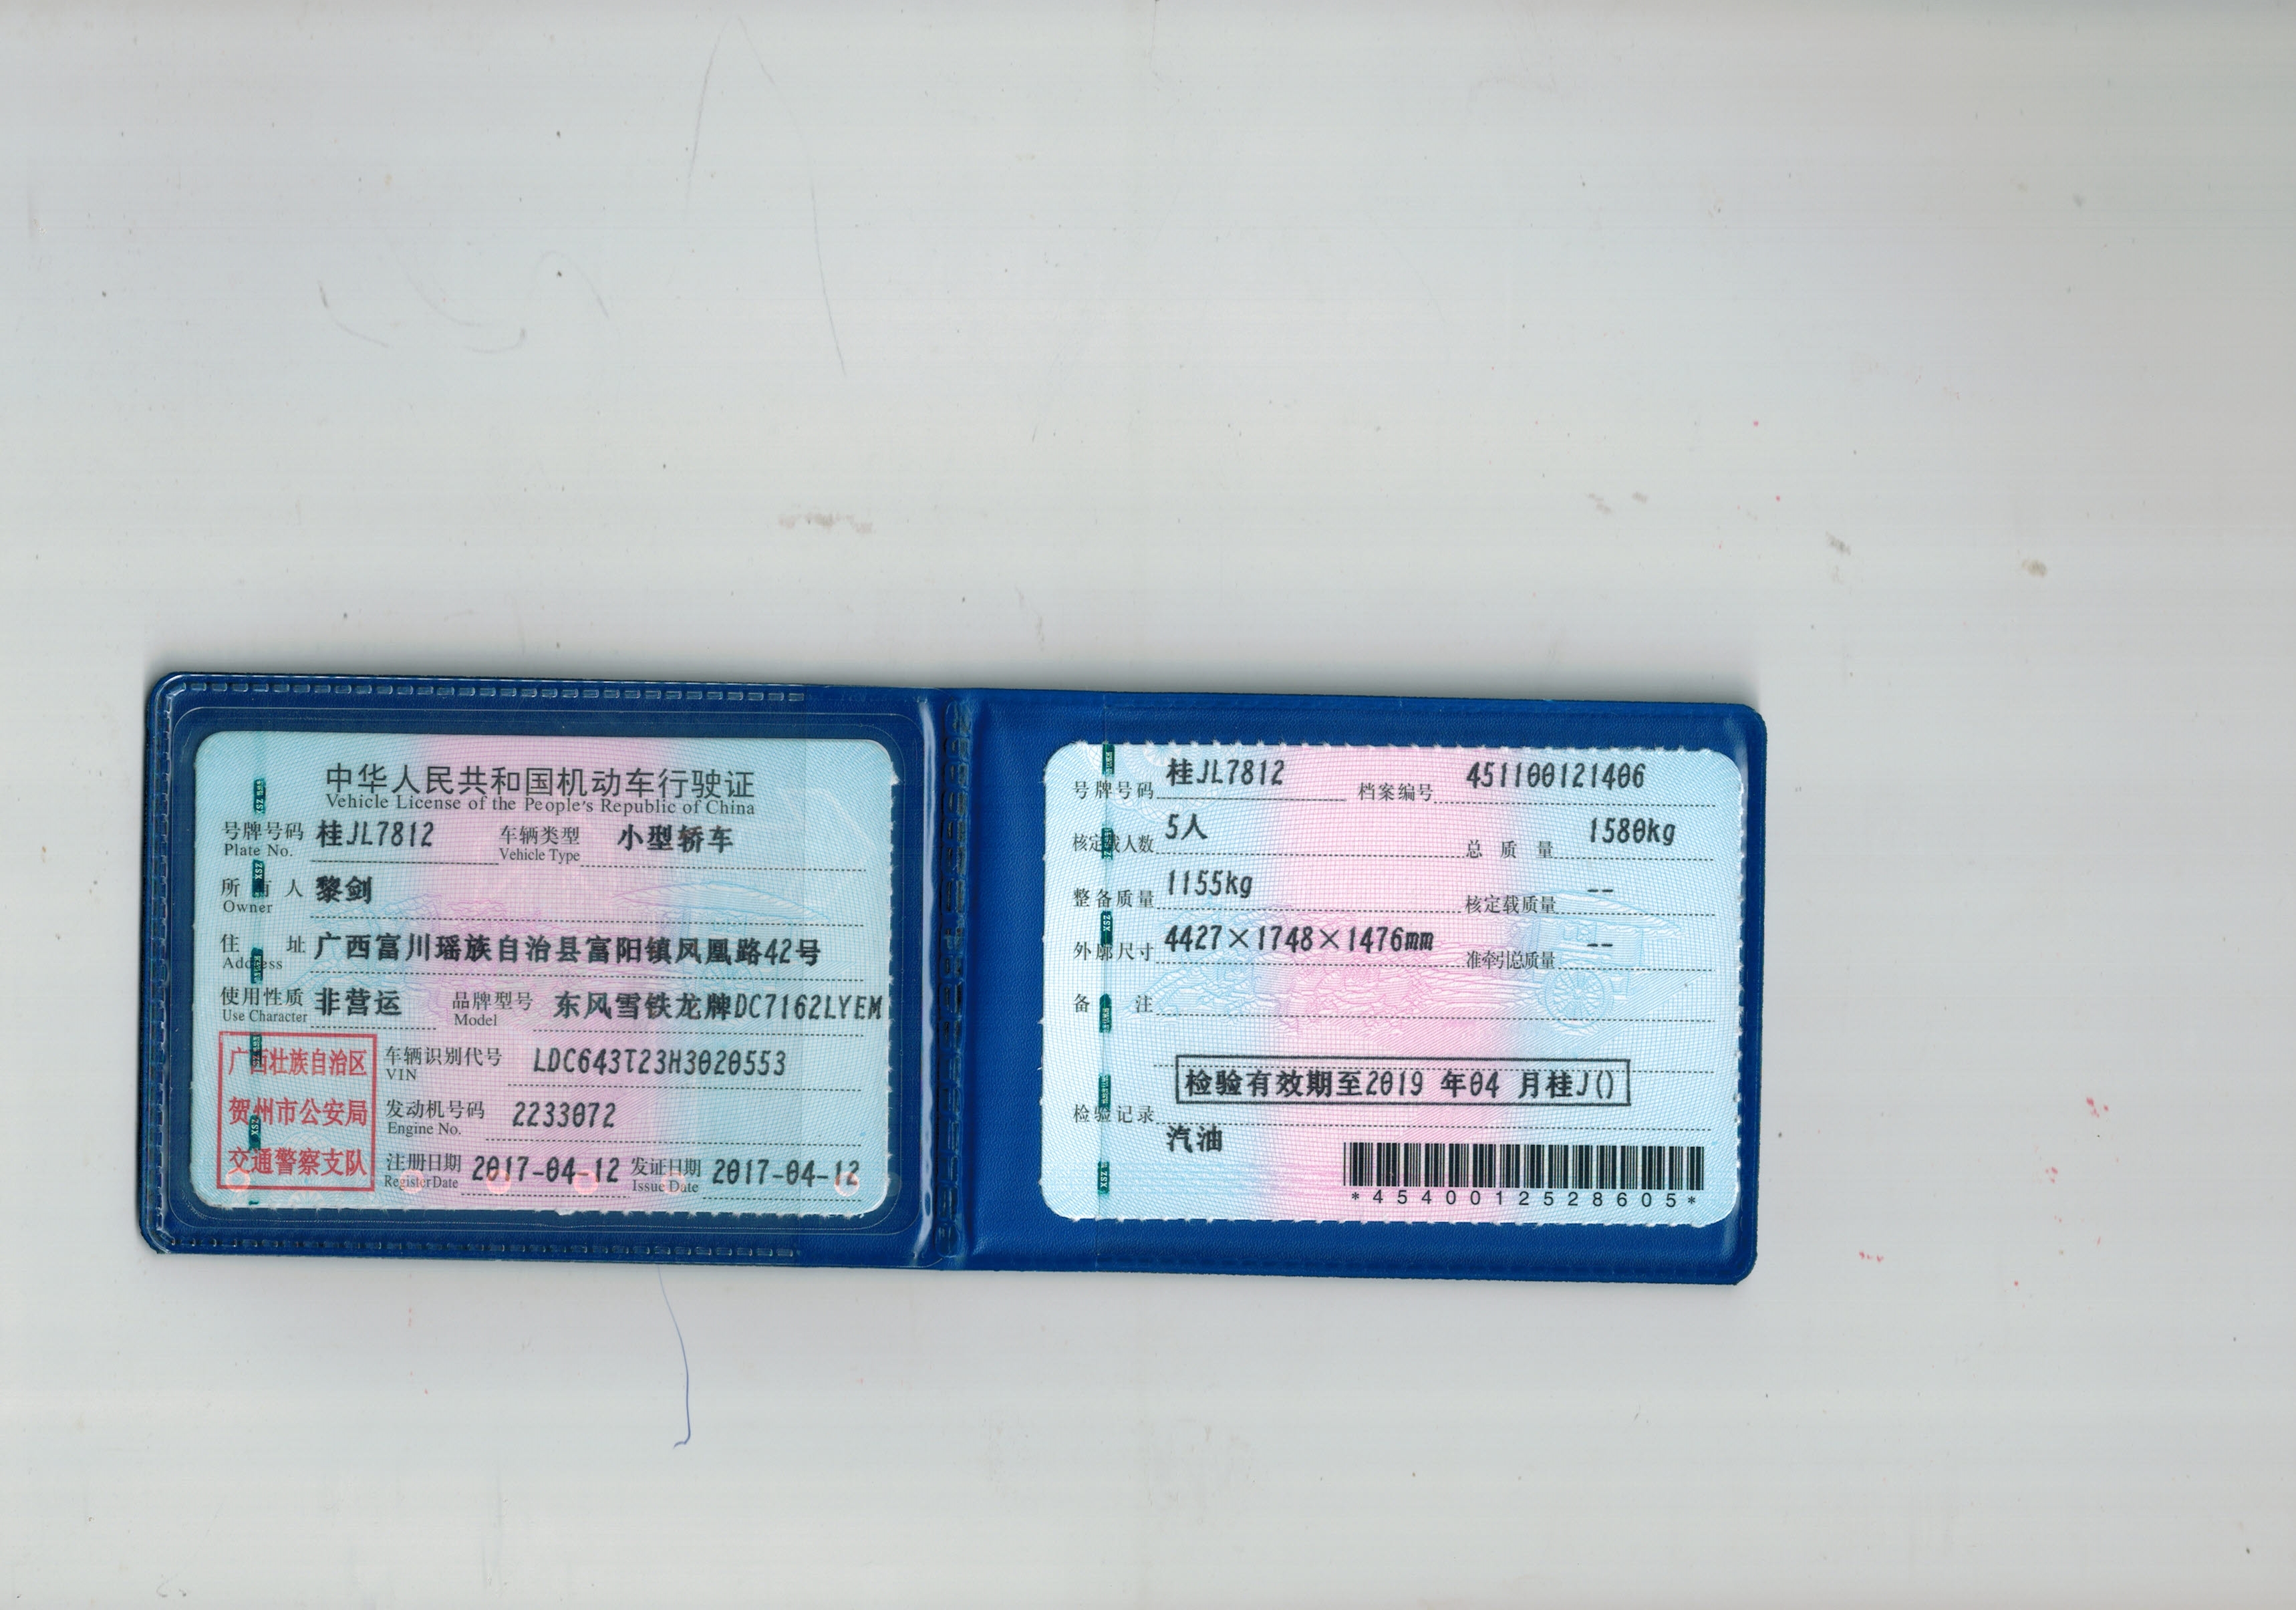 中华人民共和国机动车行驶证
Vehicle License of the People's Republic of China
号牌号码 桂JL7812 车辆类型 小型轿车
Plate No. Vehicle Type
所有人 黎剑
Owner
住址 广西富川瑶族自治县富阳镇凤凰路42号
Address
使用性质 非营运 品牌型号 东风雪铁龙牌DC7162LYEM
Use Character Model
广西壮族自治区
贺州市公安局
交通警察支队
车辆识别代号 LDC643T23H3020553
VIN
发动机号码 2233072
Engine No.
注册日期 2017-04-12 发证日期 2017-04-12
Register Date Issue Date
号牌号码 桂JL7812 档案编号 451100121406
核定载人数 5人 总质量 1580kg
整备质量 1155kg 核定载质量 --
外廓尺寸 4427×1748×1476mm 准牵引总质量 --
备注
检验有效期至2019 年04 月桂J()
检验记录
汽油
*4540012528605*